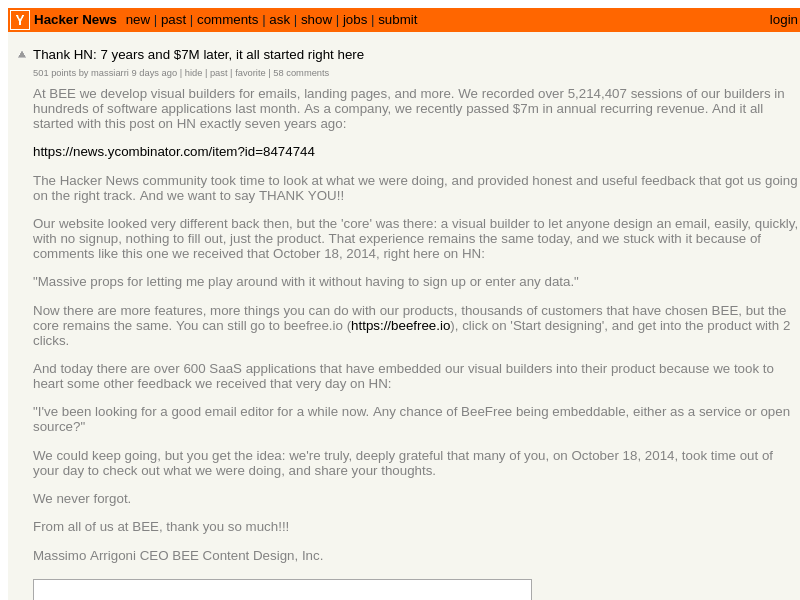 Y Hacker News new | past | comments | ask | show | jobs | submit login
Thank HN: 7 years and $7M later, it all started right here
501 points by massiarri 9 days ago | hide | past | favorite | 58 comments
At BEE we develop visual builders for emails, landing pages, and more. We recorded over 5,214,407 sessions of our builders in
hundreds of software applications last month. As a company, we recently passed $7m in annual recurring revenue. And it all
started with this post on HN exactly seven years ago:
https://news.ycombinator.com/item?id=8474744
The Hacker News community took time to look at what we were doing, and provided honest and useful feedback that got us going
on the right track. And we want to say THANK YOU!!
Our website looked very different back then, but the 'core' was there: a visual builder to let anyone design an email, easily, quickly,
with no signup, nothing to fill out, just the product. That experience remains the same today, and we stuck with it because of
comments like this one we received that October 18, 2014, right here on HN:
"Massive props for letting me play around with it without having to sign up or enter any data."
Now there are more features, more things you can do with our products, thousands of customers that have chosen BEE, but the
core remains the same. You can still go to beefree.io (https://beefree.io), click on 'Start designing', and get into the product with 2
clicks.
And today there are over 600 SaaS applications that have embedded our visual builders into their product because we took to
heart some other feedback we received that very day on HN:
"I've been looking for a good email editor for a while now. Any chance of BeeFree being embeddable, either as a service or open
source?"
We could keep going, but you get the idea: we're truly, deeply grateful that many of you, on October 18, 2014, took time out of
your day to check out what we were doing, and share your thoughts.
We never forgot.
From all of us at BEE, thank you so much!!!
Massimo Arrigoni CEO BEE Content Design, Inc.